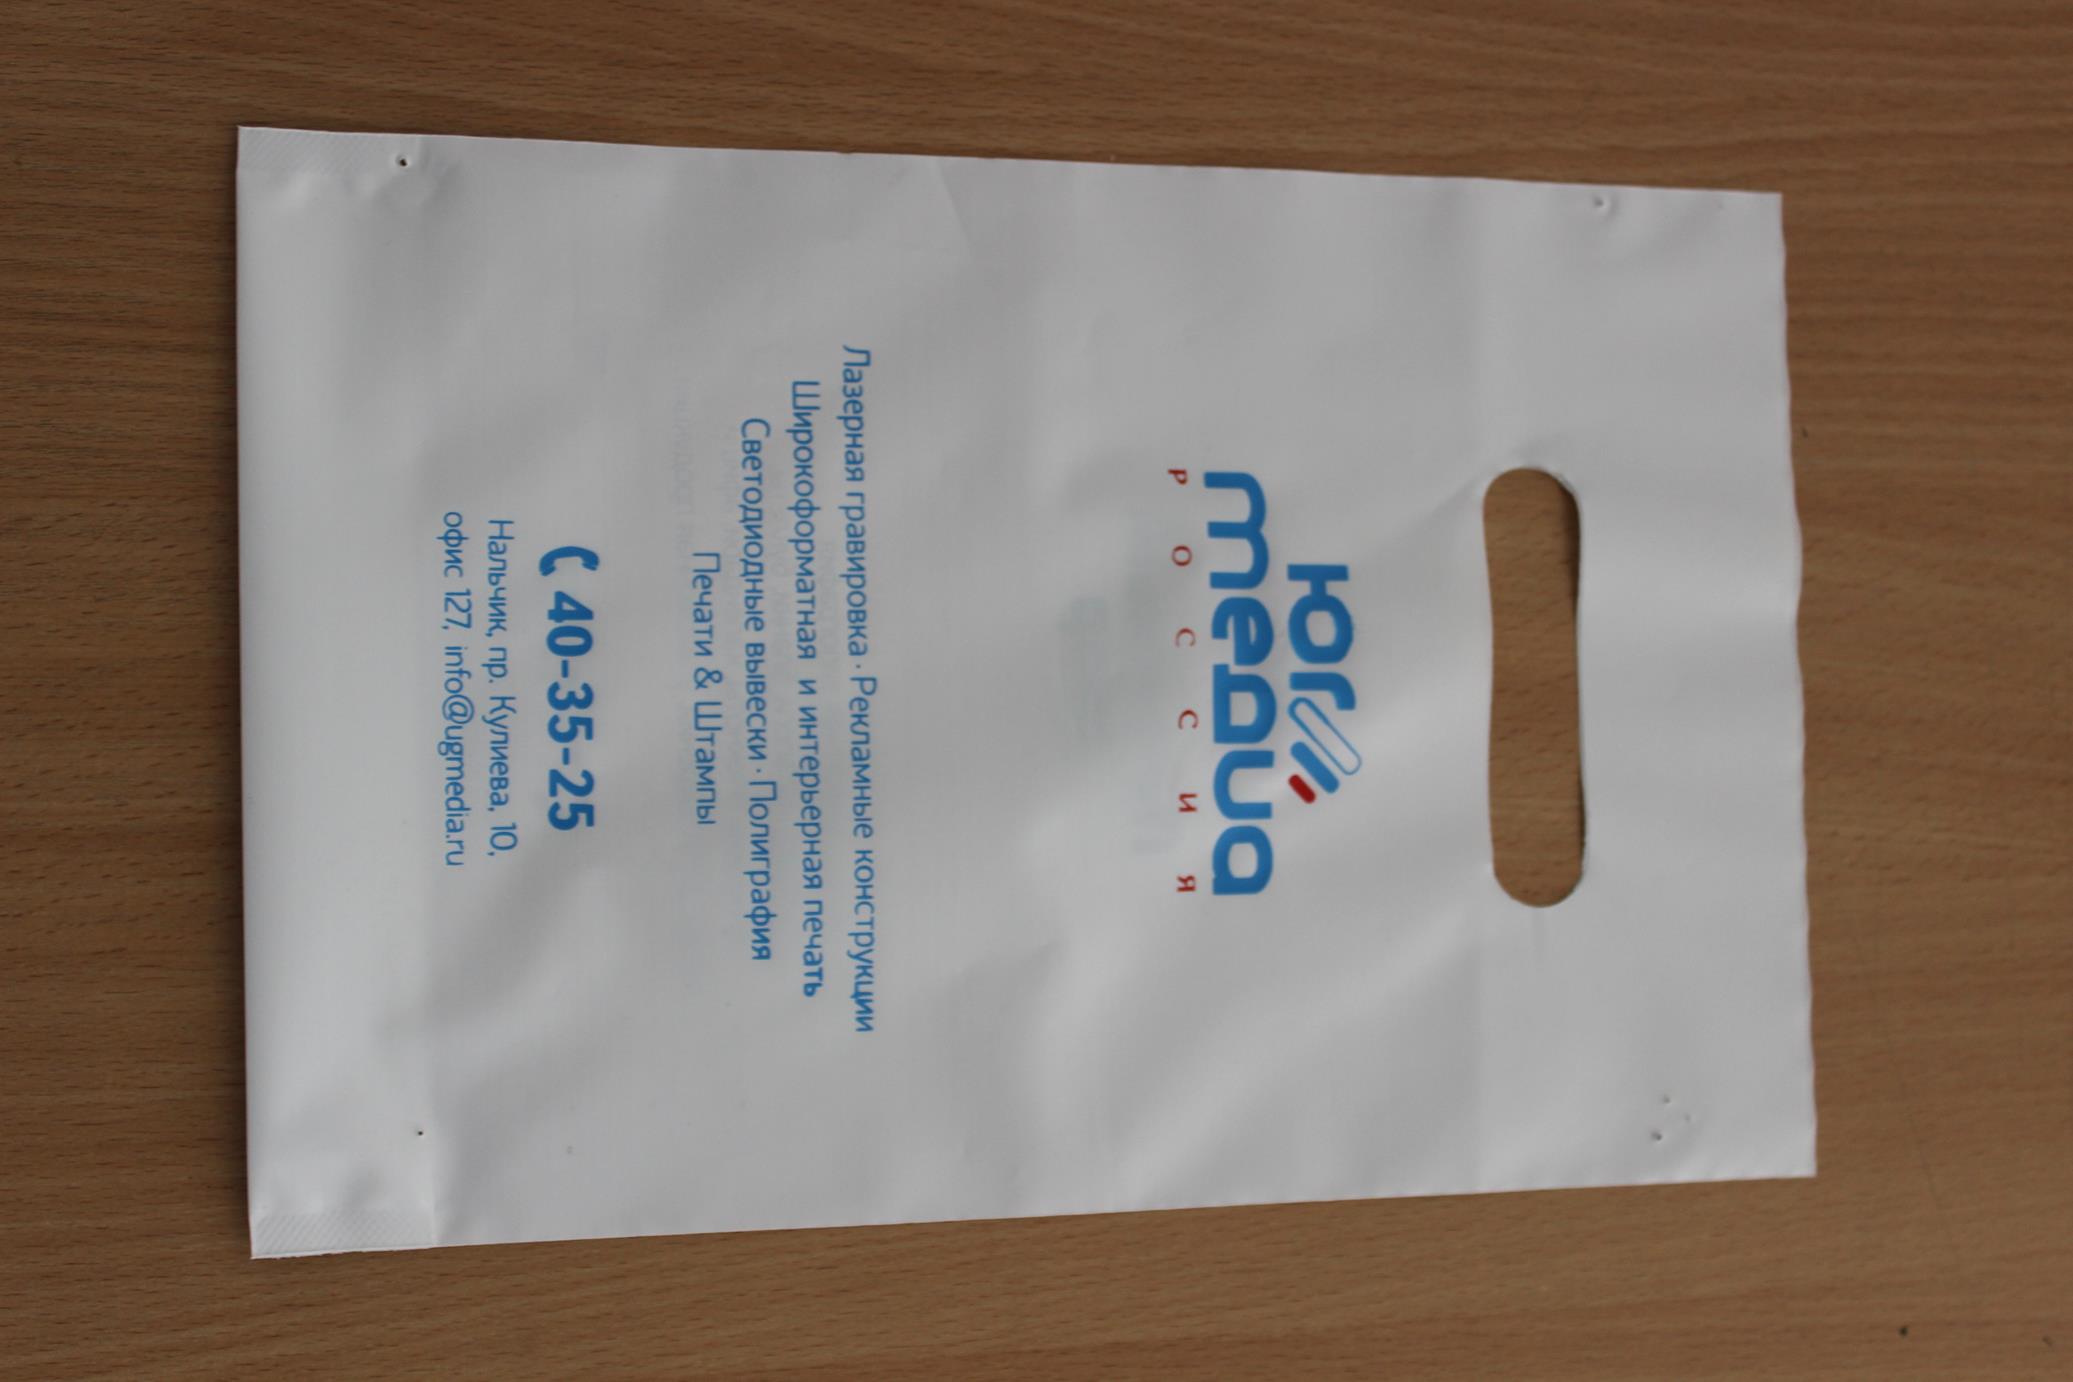 ЮГ
медиа
РОССИЯ
Лазерная гравировка · Рекламные конструкции
Широкоформатная и интерьерная печать
Светодиодные вывески · Полиграфия
Печати & Штампы
40-35-25
Нальчик, пр. Кулиева, 10,
офис 127, info@ugmedia.ru